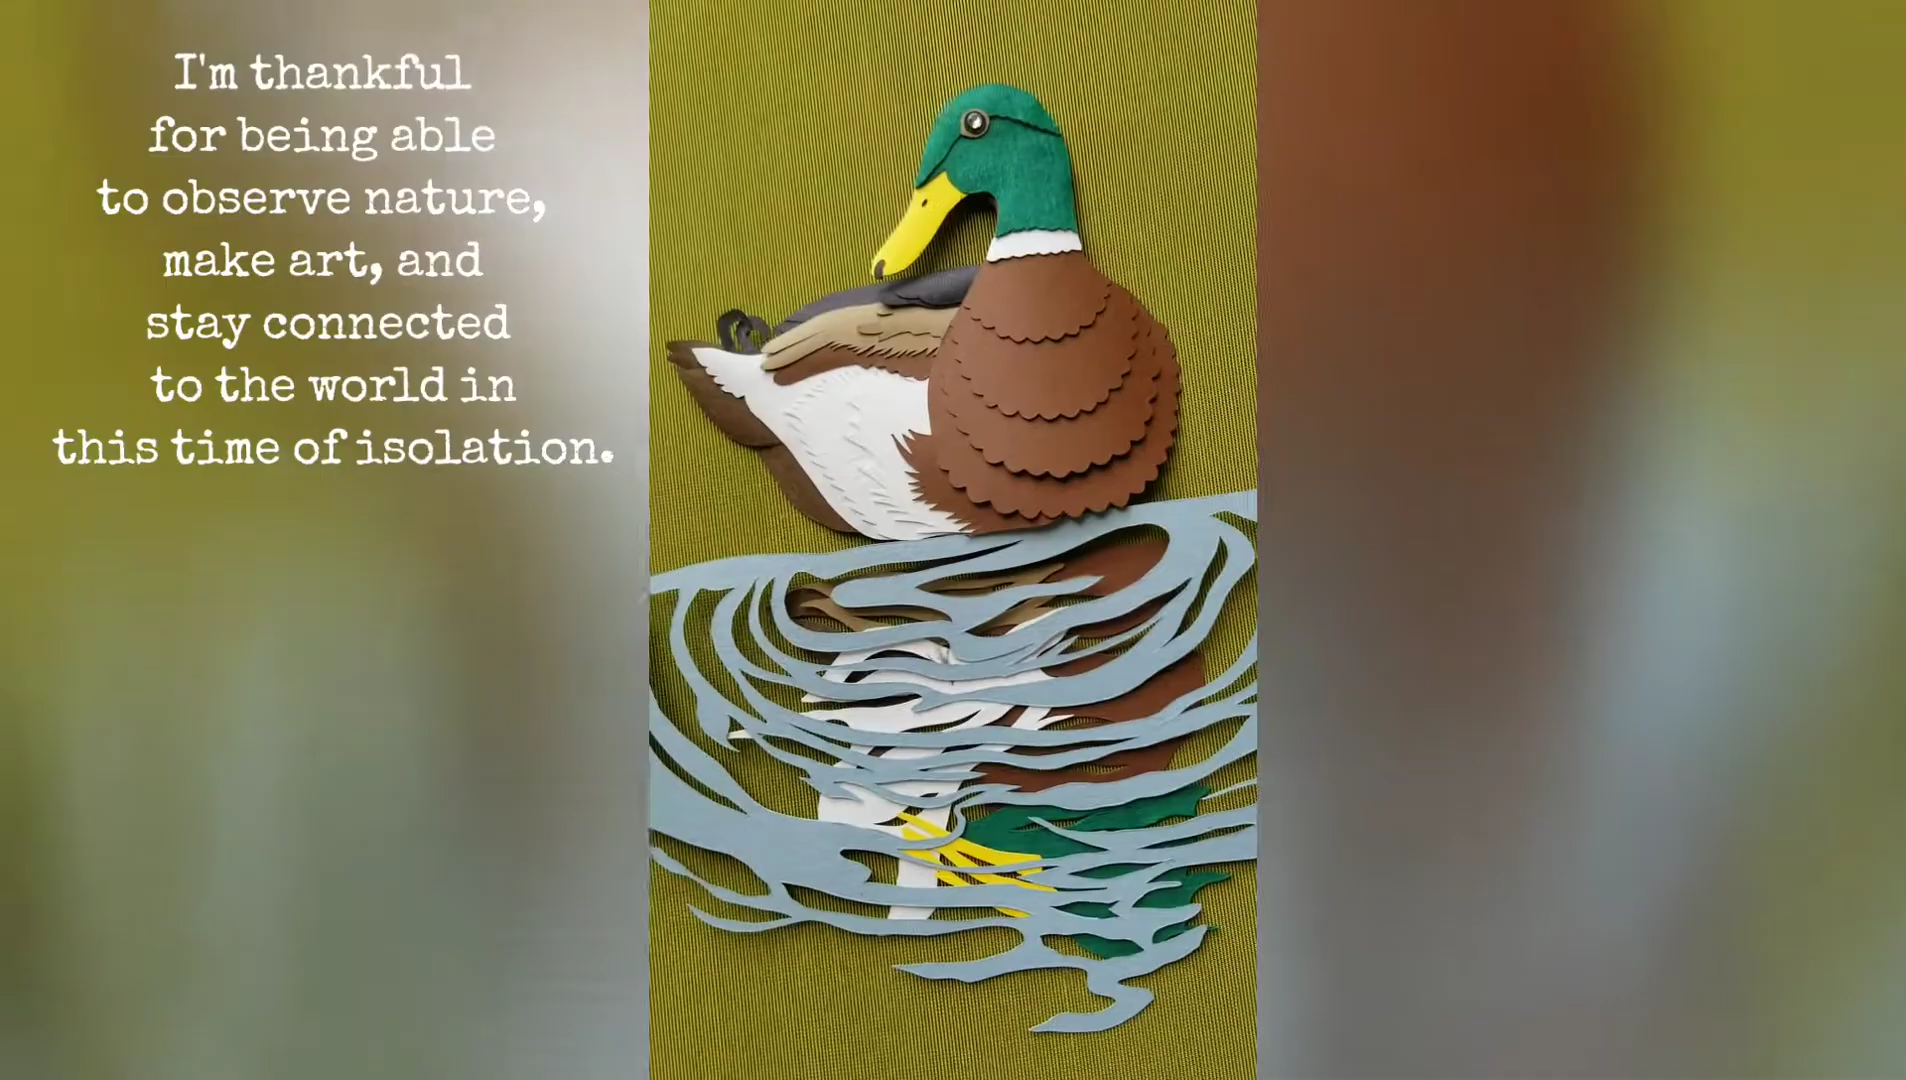 I'm thankful
for being able
to observe nature,
make art, and
stay connected
to the world in
this time of isolation.